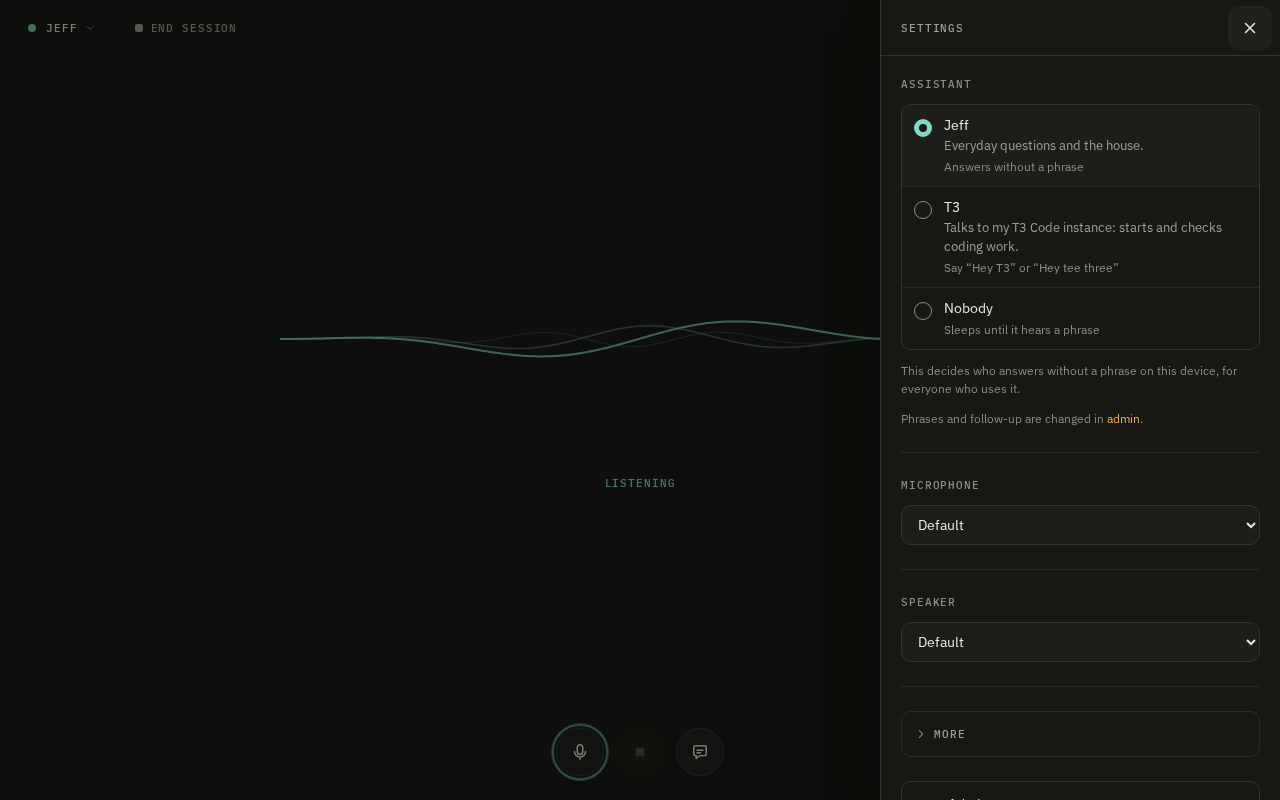 JEFF
END SESSION
SETTINGS
ASSISTANT
Jeff
Everyday questions and the house.
Answers without a phrase
T3
Talks to my T3 Code instance: starts and checks
coding work.
Say “Hey T3” or “Hey tee three”
Nobody
Sleeps until it hears a phrase
This decides who answers without a phrase on this device, for
everyone who uses it.
Phrases and follow-up are changed in admin.
MICROPHONE
Default
SPEAKER
Default
MORE
LISTENING